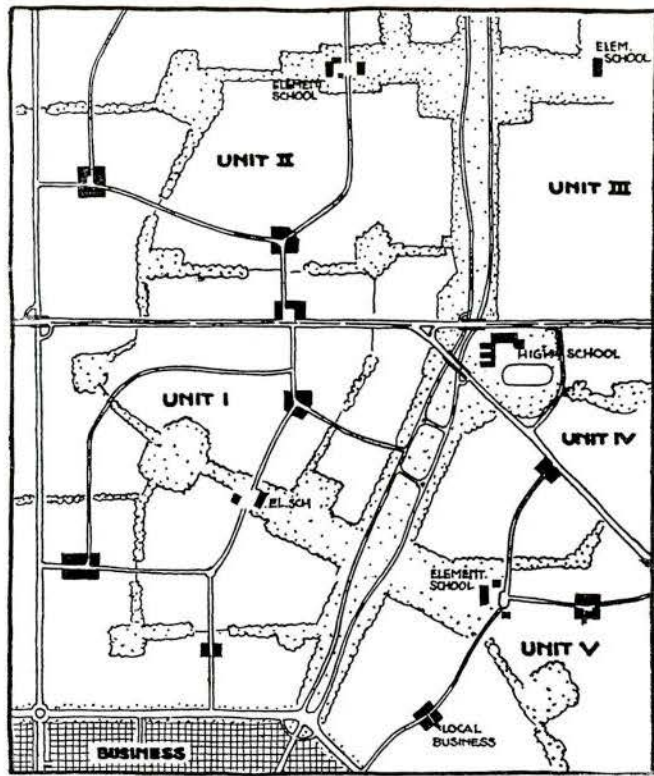 ELEM.
SCHOOL
ELEMENT.
SCHOOL
UNIT II
UNIT III
HIGH SCHOOL
UNIT I
UNIT IV
EL. SCH
ELEMENT.
SCHOOL
UNIT V
LOCAL
BUSINESS
BUSINESS